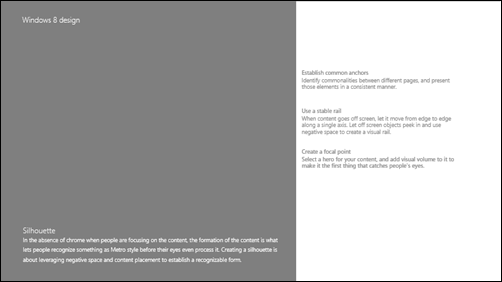 Windows 8 design
Silhouette
In the absence of chrome when people are focusing on the content, the formation of the content is what
lets people recognize something as Metro style before their eyes even process it. Creating a silhouette is
about leveraging negative space and content placement to establish a recognizable form.
Establish common anchors
Identify commonalities between different pages, and present
those elements in a consistent manner.
Use a stable rail
When content goes off screen, let it move from edge to edge
along a single axis. Let off screen objects peek in and use
negative space to create a visual rail.
Create a focal point
Select a hero for your content, and add visual volume to it to
make it the first thing that catches people's eyes.